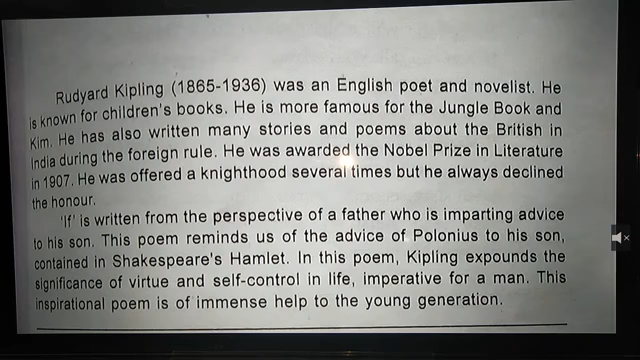 Rudyard Kipling (1865-1936) was an English poet and novelist. He
is known for children's books. He is more famous for the Jungle Book and
Kim. He has also written many stories and poems about the British in
India during the foreign rule. He was awarded the Nobel Prize in Literature
in 1907. He was offered a knighthood several times but he always declined
the honour.
'If' is written from the perspective of a father who is imparting advice
to his son. This poem reminds us of the advice of Polonius to his son,
contained in Shakespeare's Hamlet. In this poem, Kipling expounds the
significance of virtue and self-control in life, imperative for a man. This
inspirational poem is of immense help to the young generation.